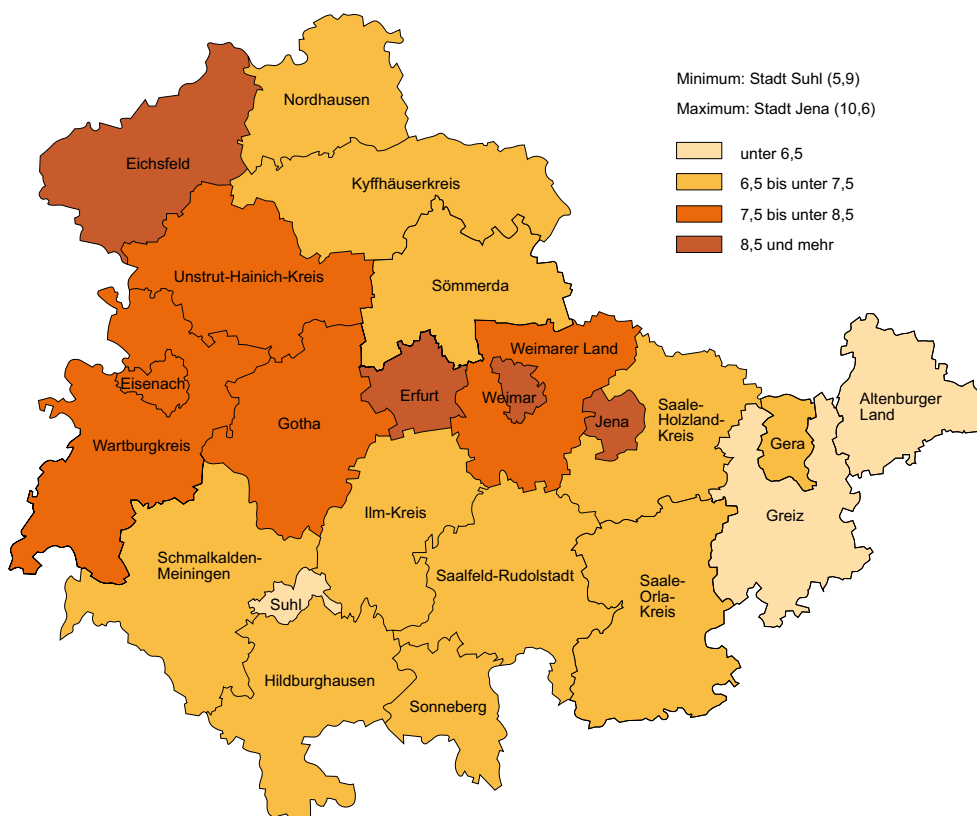 Minimum: Stadt Suhl (5,9)
Maximum: Stadt Jena (10,6)
unter 6,5
6,5 bis unter 7,5
7,5 bis unter 8,5
8,5 und mehr
Nordhausen
Eichsfeld
Kyffhäuserkreis
Unstrut-Hainich-Kreis
Sömmerda
Weimarer Land
Eisenach
Erfurt
Weimar
Altenburger
Land
Saale-
Holzland-
Kreis
Jena
Gotha
Wartburgkreis
Gera
Ilm-Kreis
Greiz
Schmalkalden-
Meiningen
Saalfeld-Rudolstadt
Saale-
Orla-
Kreis
Suhl
Hildburghausen
Sonneberg